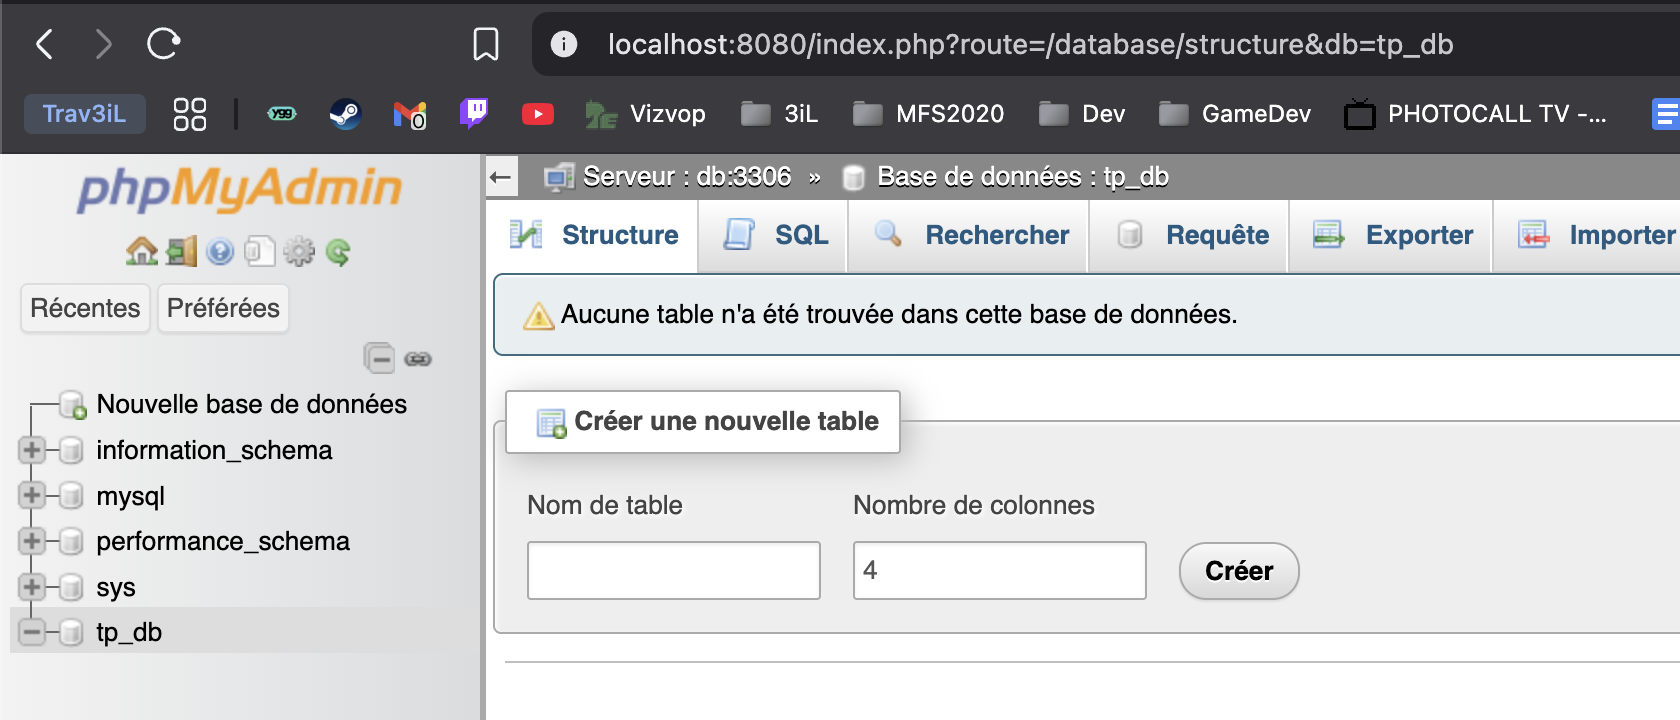 localhost:8080/index.php?route=/database/structure&db=tp_db
Trav3iL
Y99
0
Vizvop
3iL
MFS2020
Dev
GameDev
PHOTOCALL TV -...
phpMyAdmin
Récentes
Préférées
Nouvelle base de données
information_schema
mysql
performance_schema
sys
tp_db
Serveur : db:3306 » Base de données : tp_db
Structure
SQL
Rechercher
Requête
Exporter
Importer
Aucune table n'a été trouvée dans cette base de données.
Créer une nouvelle table
Nom de table
Nombre de colonnes
4
Créer